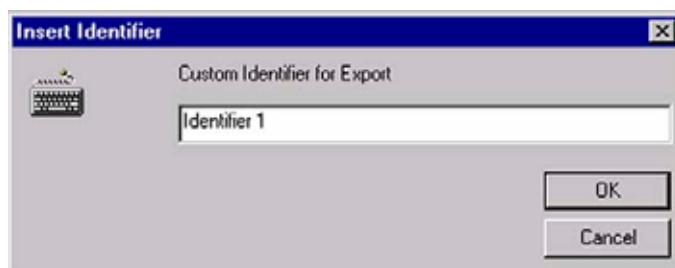 Insert Identifier
Custom Identifier for Export
Identifier 1
OK
Cancel